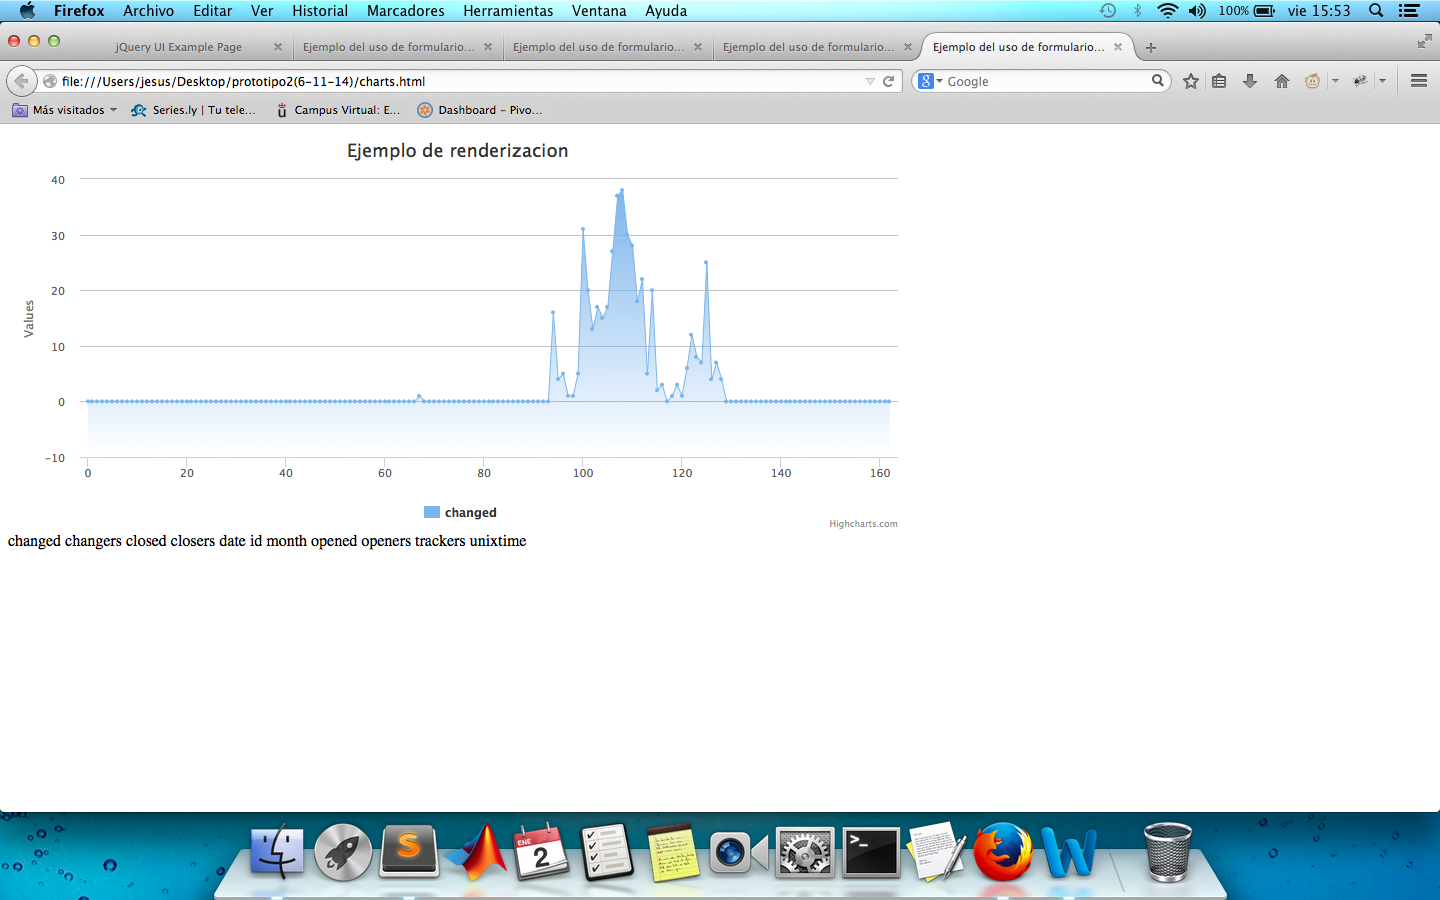 Firefox Archivo Editar Ver Historial Marcadores Herramientas Ventana Ayuda 100% vie 15:53
jQuery UI Example Page Ejemplo del uso de formulario... Ejemplo del uso de formulario... Ejemplo del uso de formulario... Ejemplo del uso de formulario...
file:///Users/jesus/Desktop/prototipo2(6-11-14)/charts.html Google
Más visitados Series.ly | Tu tele... Campus Virtual: E... Dashboard – Pivo...
Ejemplo de renderizacion
40
30
20
10
0
-10
Values
0 20 40 60 80 100 120 140 160
changed
Highcharts.com
changed changers closed closers date id month opened openers trackers unixtime
ENE
2